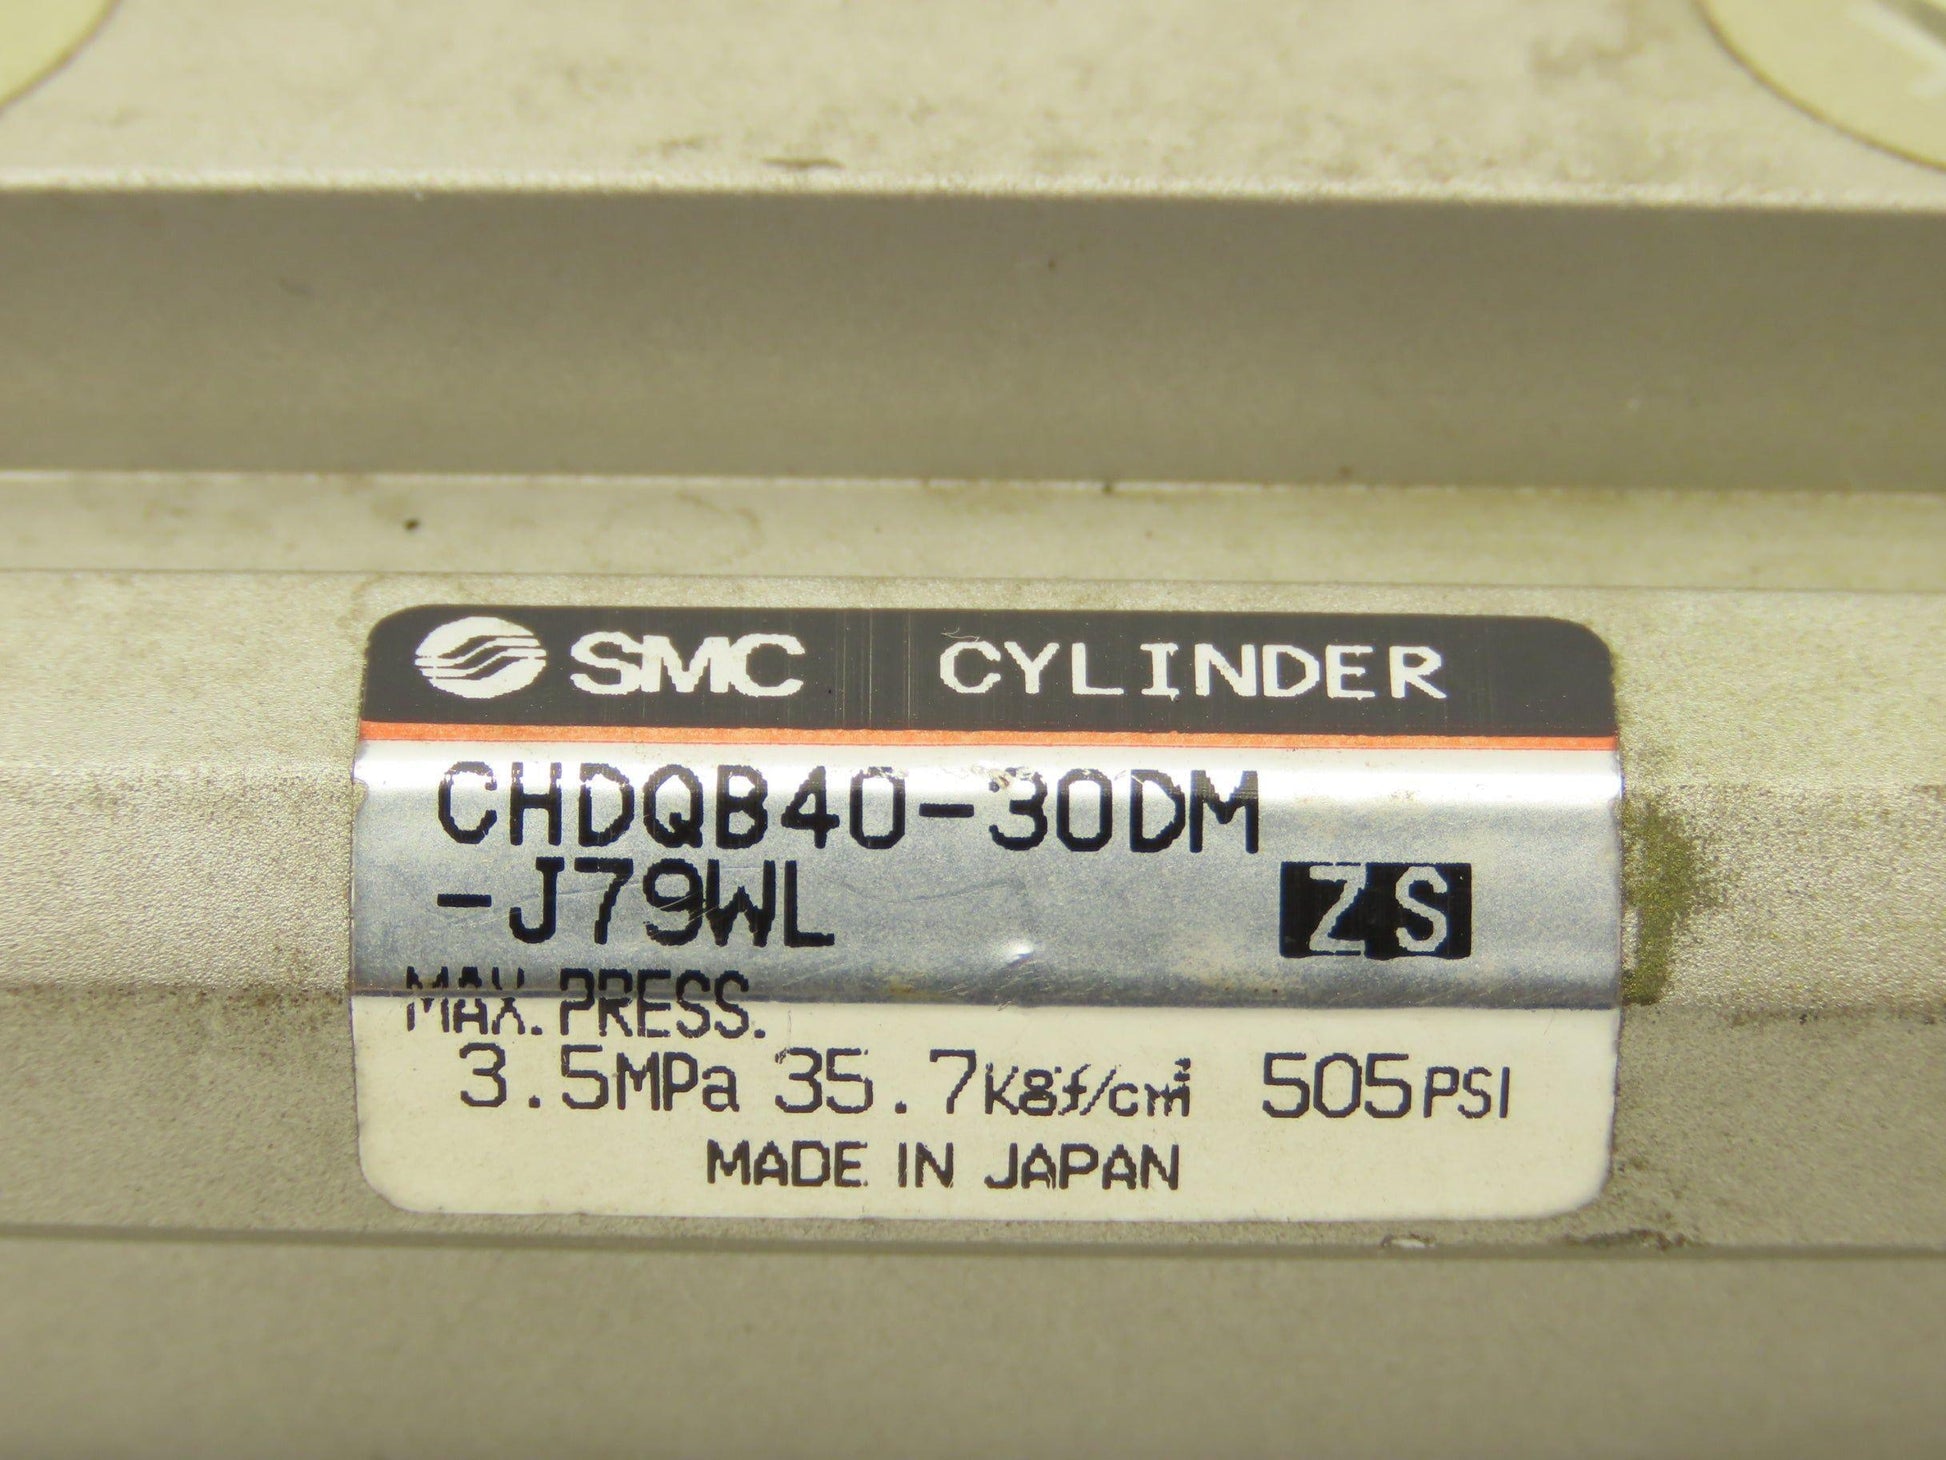 SMC CYLINDER
CHDQB40-30DM
-J79WL ZS
MAX. PRESS.
3.5MPa 35.7Kgf/cm² 505PSI
MADE IN JAPAN